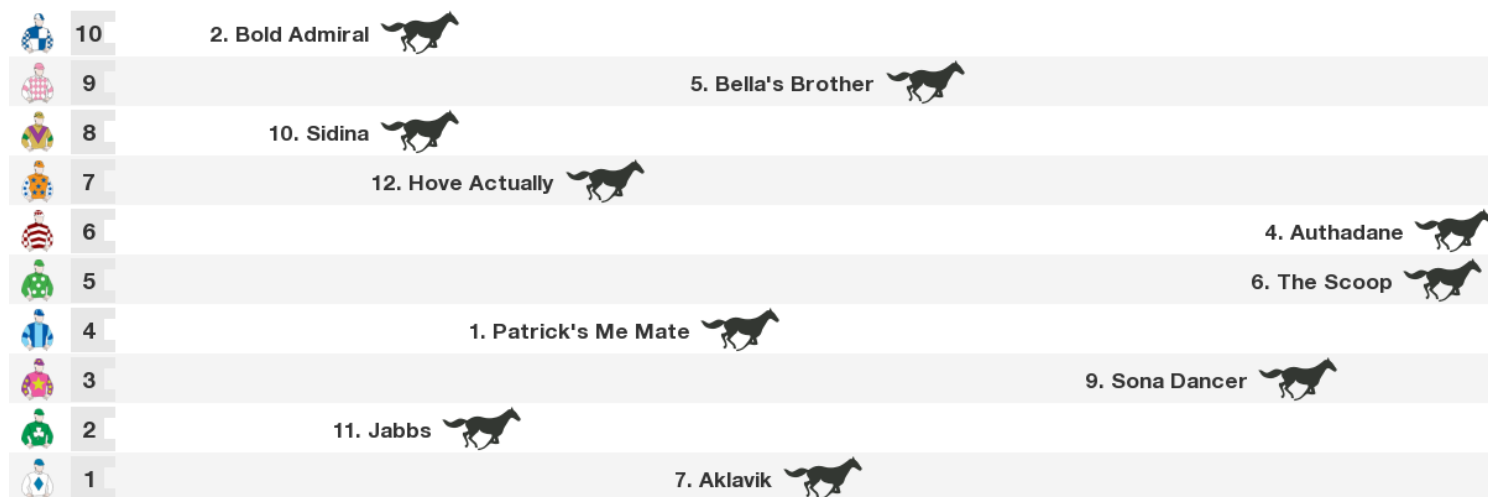 10 2. Bold Admiral
9 5. Bella's Brother
8 10. Sidina
7 12. Hove Actually
6 4. Authadane
5 6. The Scoop
4 1. Patrick's Me Mate
3 9. Sona Dancer
2 11. Jabbs
1 7. Aklavik